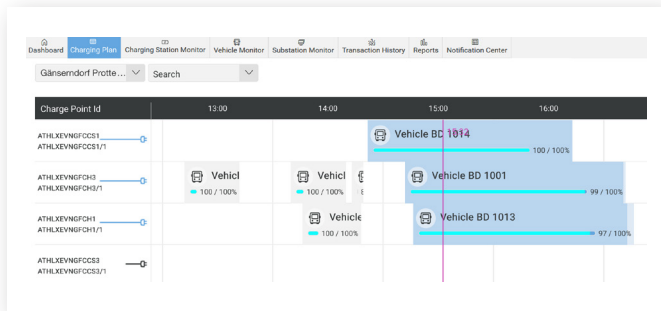 Dashboard Charging Plan Charging Station Monitor Vehicle Monitor Substation Monitor Transaction History Reports Notification Center
Gänserndorf Protte... Search
Charge Point Id 13:00 14:00 15:00 16:00
ATHLXEVNGFCCS1
ATHLXEVNGFCCS1/1
Vehicle BD 1014
100 / 100%
ATHLXEVNGFCH3
ATHLXEVNGFCH3/1
Vehicl
100 / 100%
Vehicl
100 / 100%
Vehicle BD 1001
99 / 100%
ATHLXEVNGFCH1
ATHLXEVNGFCH1/1
Vehicle
100 / 100%
Vehicle BD 1013
97 / 100%
ATHLXEVNGFCCS3
ATHLXEVNGFCCS3/1